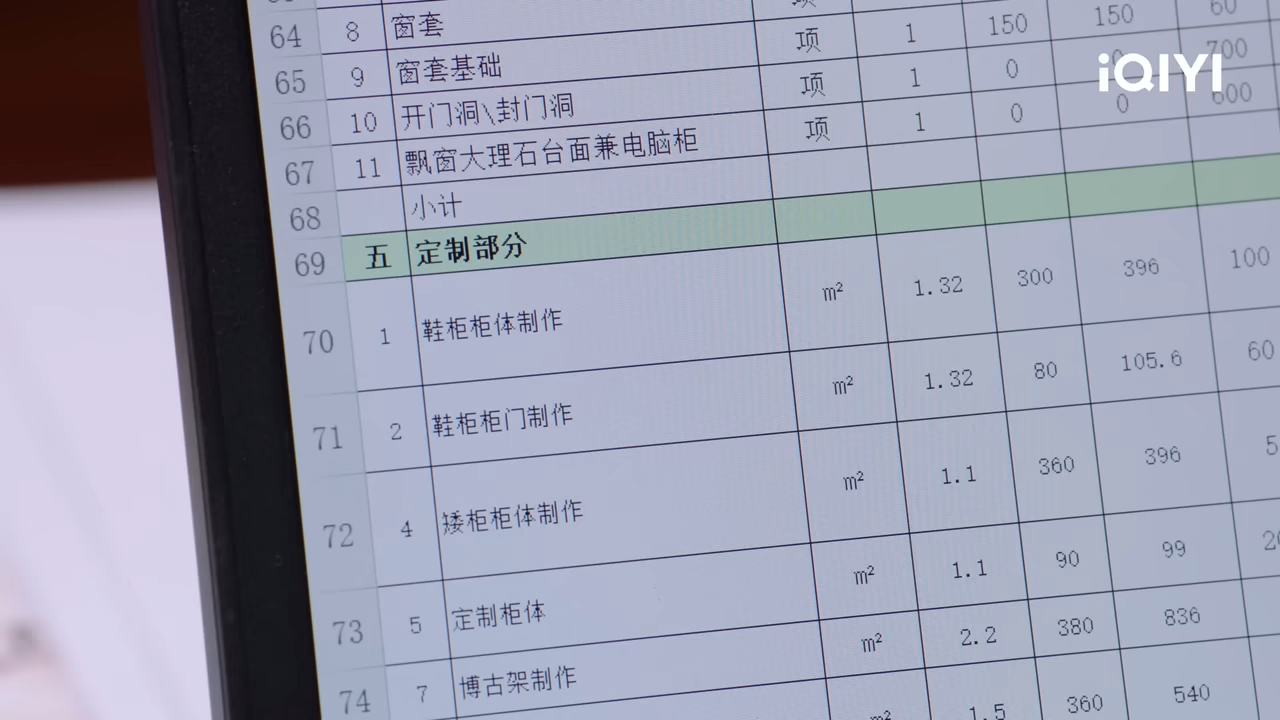 64 8 窗套 项
65 9 窗套基础 项 1 150 150 60
66 10 开门洞\封门洞 项 1 0 0 700
67 11 飘窗大理石台面兼电脑柜 项 1 0 0 600
68 小计
69 五 定制部分
70 1 鞋柜柜体制作 m² 1.32 300 396 100
71 2 鞋柜柜门制作 m² 1.32 80 105.6 60
72 4 矮柜柜体制作 m² 1.1 360 396
73 5 定制柜体 m² 1.1 90 99
74 7 博古架制作 m² 2.2 380 836
m² 1.5 360 540
iQIYI